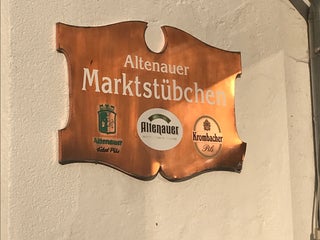 Altenauer
Marktstübchen
Altenauer
Altenauer
Krombacher
Pils